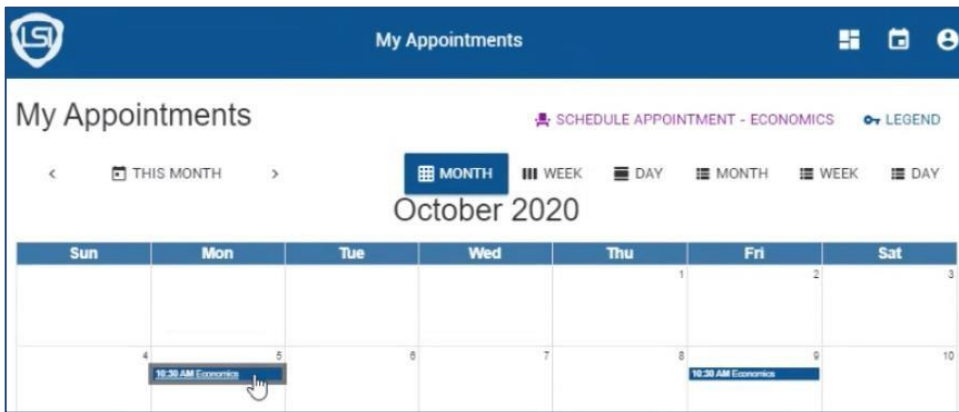 LSI
My Appointments
My Appointments
SCHEDULE APPOINTMENT - ECONOMICS
LEGEND
< THIS MONTH >
MONTH WEEK DAY MONTH WEEK DAY
October 2020
Sun Mon Tue Wed Thu Fri Sat
1 2 3
4 5 6 7 8 9 10
10:30 AM Economics 10:30 AM Economics